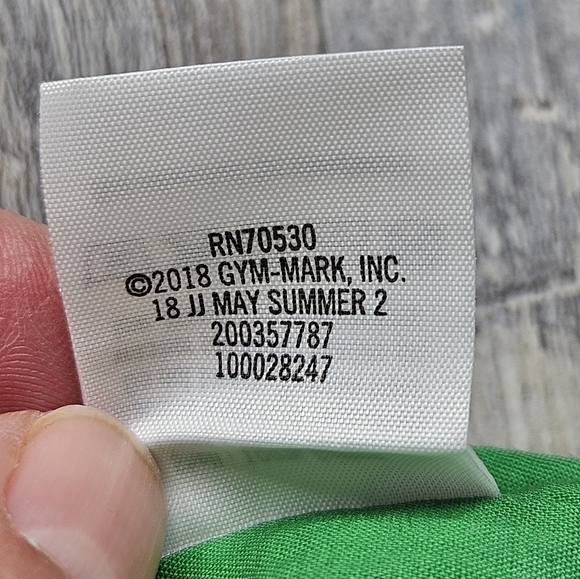 RN70530
©2018 GYM-MARK, INC.
18 JJ MAY SUMMER 2
200357787
100028247